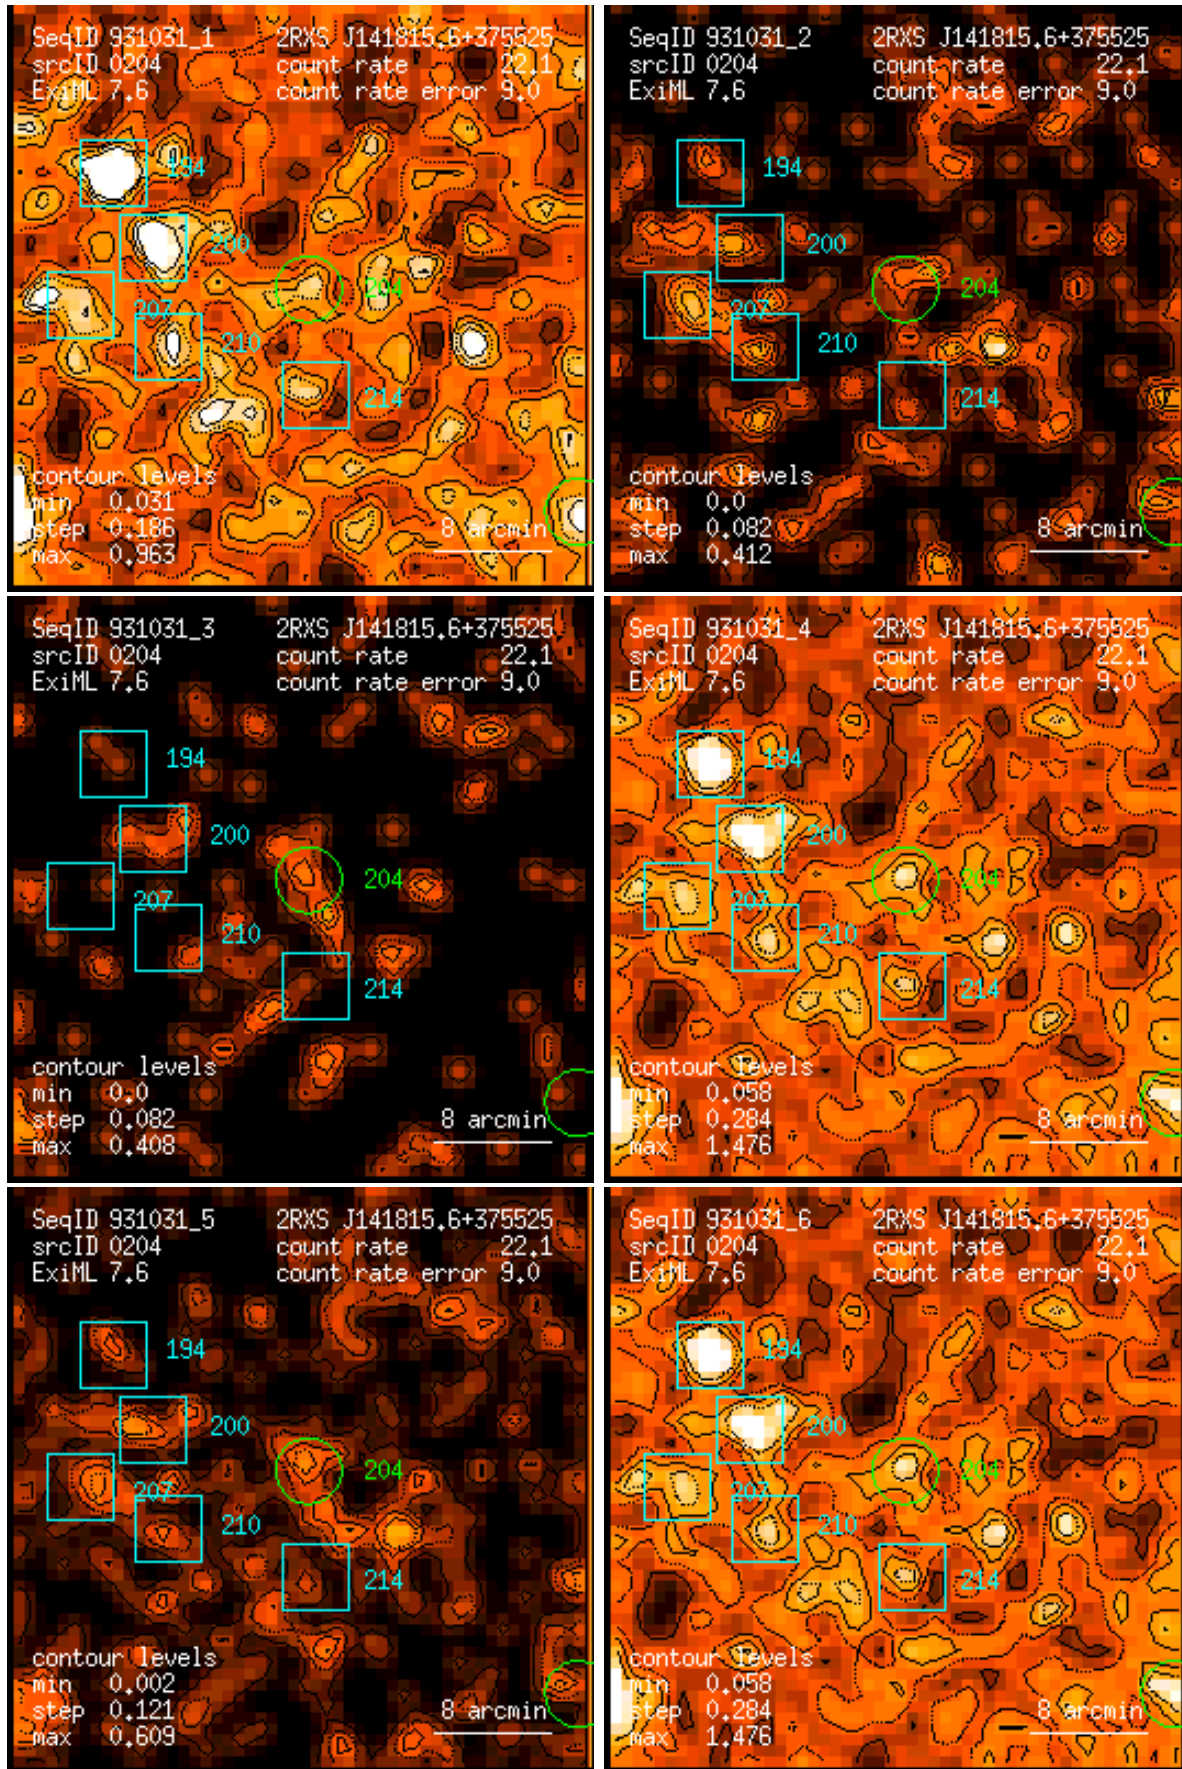 SeqID 931031_1 2RXS J141815.6+375525
srcID 0204 count rate 22.1
ExiML 7.6 count rate error 9.0
194
200
204
207
210
214
contour levels
min 0.031
step 0.186 8 arcmin
max 0.963
SeqID 931031_2 2RXS J141815.6+375525
srcID 0204 count rate 22.1
ExiML 7.6 count rate error 9.0
194
200
204
207
210
214
contour levels
min 0.0
step 0.082 8 arcmin
max 0.412
SeqID 931031_3 2RXS J141815.6+375525
srcID 0204 count rate 22.1
ExiML 7.6 count rate error 9.0
194
200
204
207
210
214
contour levels
min 0.0
step 0.082 8 arcmin
max 0.408
SeqID 931031_4 2RXS J141815.6+375525
srcID 0204 count rate 22.1
ExiML 7.6 count rate error 9.0
194
200
204
207
210
214
contour levels
min 0.058
step 0.284 8 arcmin
max 1.476
SeqID 931031_5 2RXS J141815.6+375525
srcID 0204 count rate 22.1
ExiML 7.6 count rate error 9.0
194
200
204
207
210
214
contour levels
min 0.002
step 0.121 8 arcmin
max 0.609
SeqID 931031_6 2RXS J141815.6+375525
srcID 0204 count rate 22.1
ExiML 7.6 count rate error 9.0
194
200
204
207
210
214
contour levels
min 0.058
step 0.284 8 arcmin
max 1.476